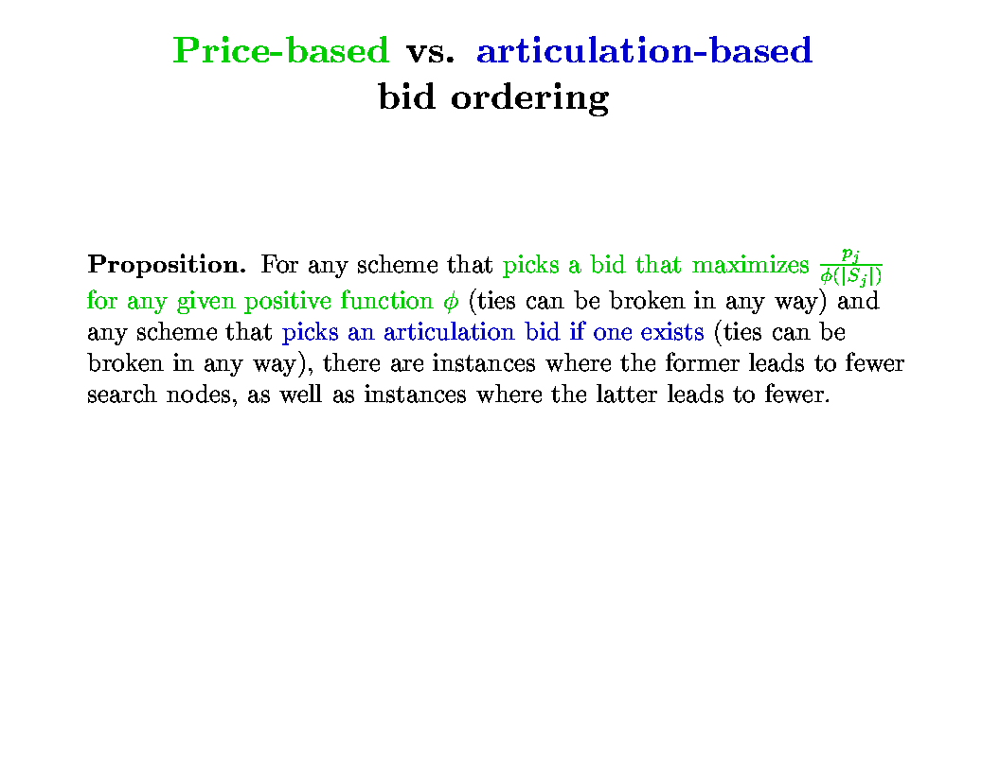 Price-based vs. articulation-based
bid ordering
Proposition. For any scheme that picks a bid that maximizes $\frac{p_j}{\phi(|S_j|)}$
for any given positive function $\phi$ (ties can be broken in any way) and
any scheme that picks an articulation bid if one exists (ties can be
broken in any way), there are instances where the former leads to fewer
search nodes, as well as instances where the latter leads to fewer.